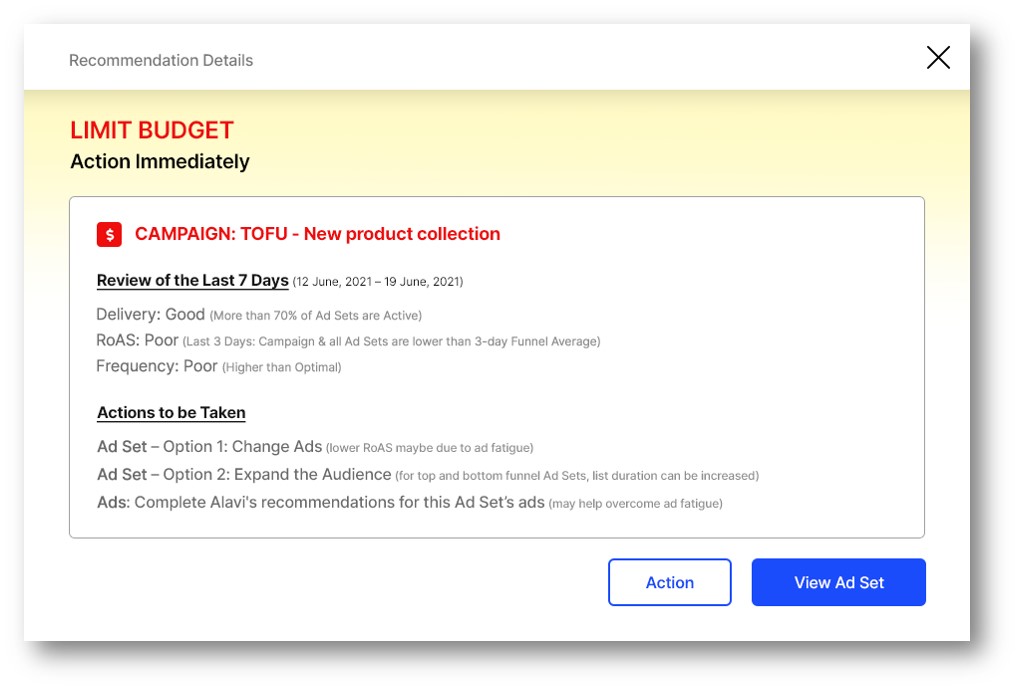 Recommendation Details
LIMIT BUDGET
Action Immediately
$ CAMPAIGN: TOFU - New product collection
Review of the Last 7 Days (12 June, 2021 – 19 June, 2021)
Delivery: Good (More than 70% of Ad Sets are Active)
RoAS: Poor (Last 3 Days: Campaign & all Ad Sets are lower than 3-day Funnel Average)
Frequency: Poor (Higher than Optimal)
Actions to be Taken
Ad Set – Option 1: Change Ads (lower RoAS maybe due to ad fatigue)
Ad Set – Option 2: Expand the Audience (for top and bottom funnel Ad Sets, list duration can be increased)
Ads: Complete Alavi's recommendations for this Ad Set’s ads (may help overcome ad fatigue)
Action
View Ad Set